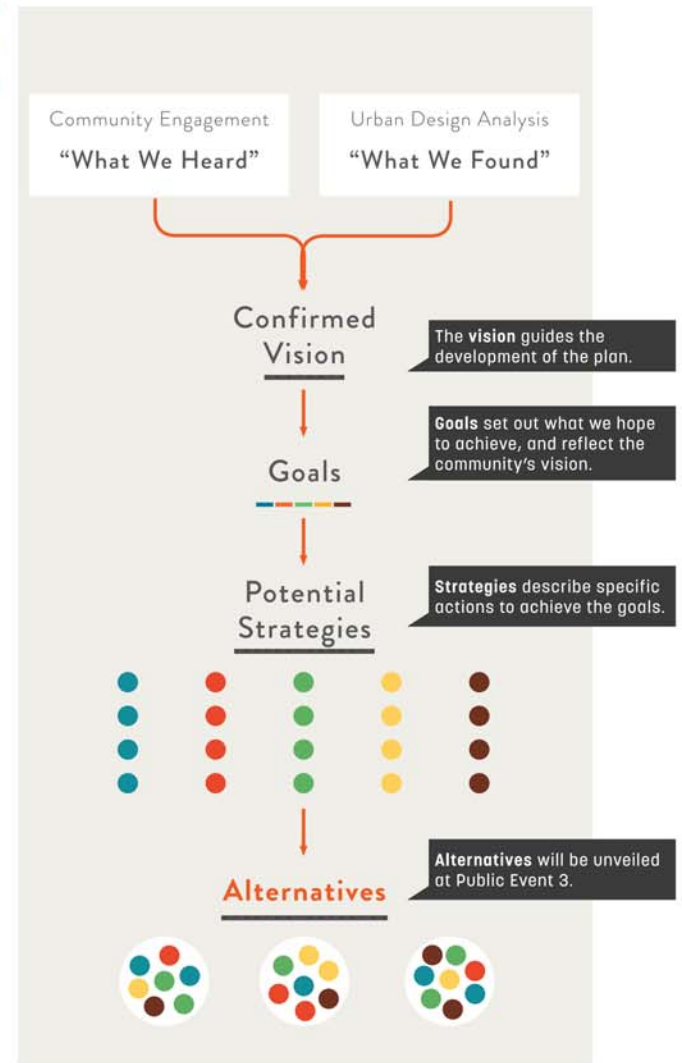 Community Engagement
“What We Heard”
Urban Design Analysis
“What We Found”
Confirmed
Vision
The vision guides the
development of the plan.
Goals
Goals set out what we hope
to achieve, and reflect the
community’s vision.
Potential
Strategies
Strategies describe specific
actions to achieve the goals.
Alternatives
Alternatives will be unveiled
at Public Event 3.